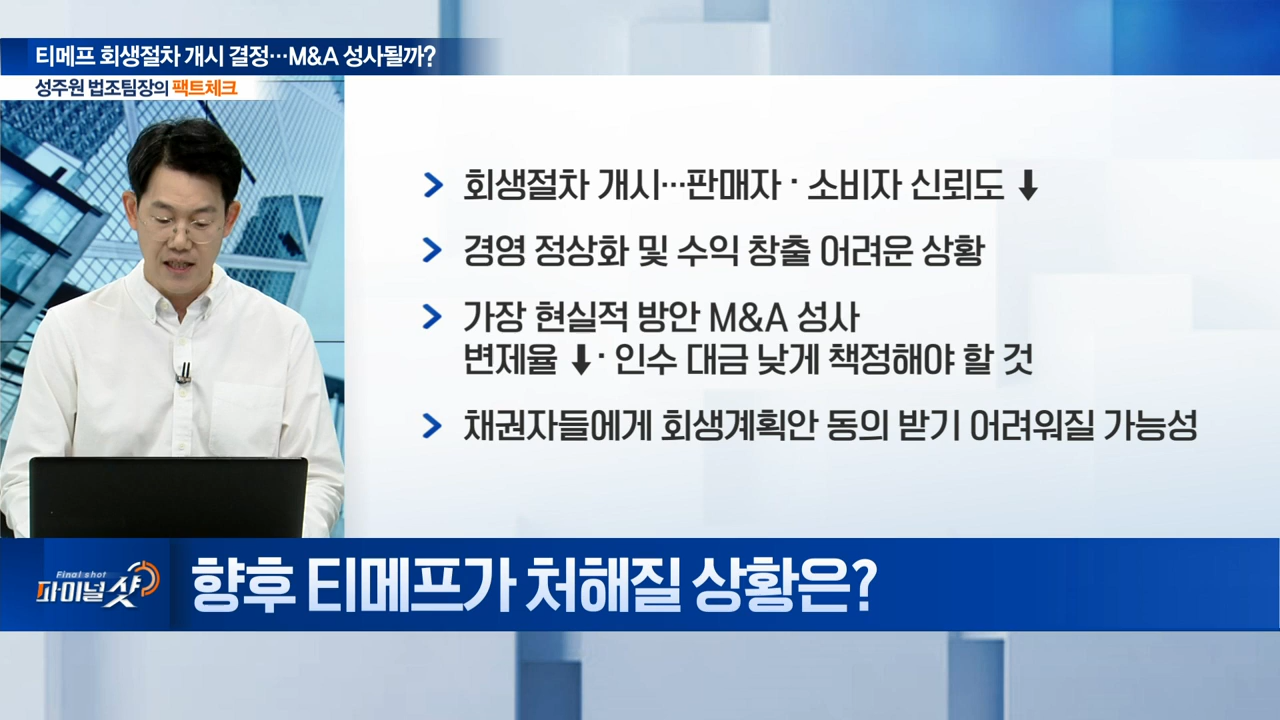 티메프 회생절차 개시 결정…M&A 성사될까?
성주원 법조팀장의 팩트체크
> 회생절차 개시…판매자·소비자 신뢰도 ⬇
> 경영 정상화 및 수익 창출 어려운 상황
> 가장 현실적 방안 M&A 성사
변제율 ⬇·인수 대금 낮게 책정해야 할 것
> 채권자들에게 회생계획안 동의 받기 어려워질 가능성
Final shot
파이널샷
향후 티메프가 처해질 상황은?